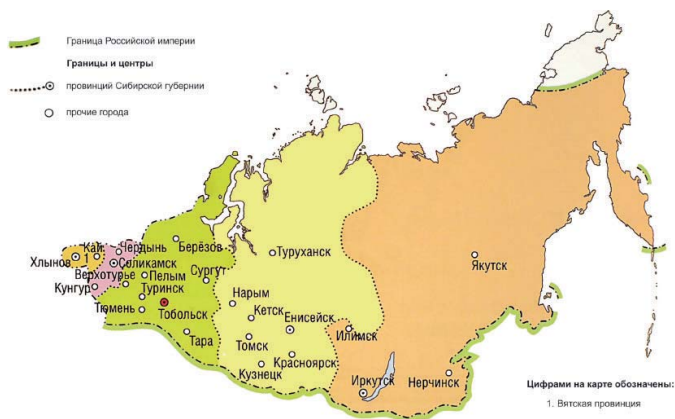 Граница Российской империи
Границы и центры
провинций Сибирской губернии
прочие города
Кай
1
Чердынь
Хлынов
Соликамск
Верхотурье
Кунгур
Пелым
Туринск
Тюмень
Тобольск
Тара
Берёзов
Сургут
Туруханск
Нарым
Кетск
Енисейск
Томск
Красноярск
Кузнецк
Якутск
Илимск
Иркутск
Нерчинск
Цифрами на карте обозначены:
1. Вятская провинция